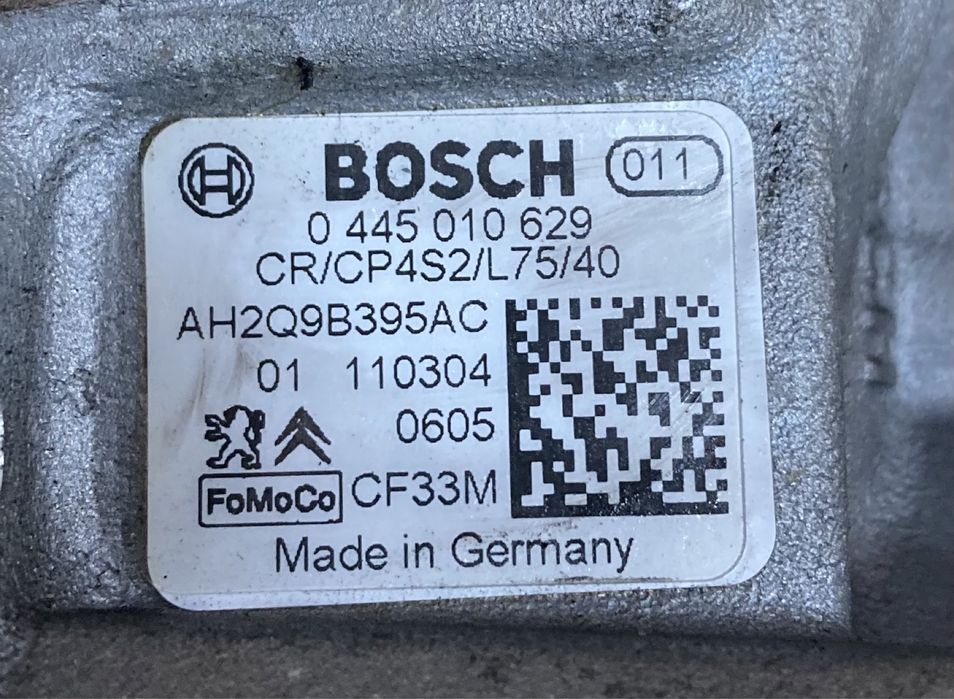 BOSCH 011
0 445 010 629
CR/CP4S2/L75/40
AH2Q9B395AC
01 110304
0605
FoMoCo CF33M
Made in Germany